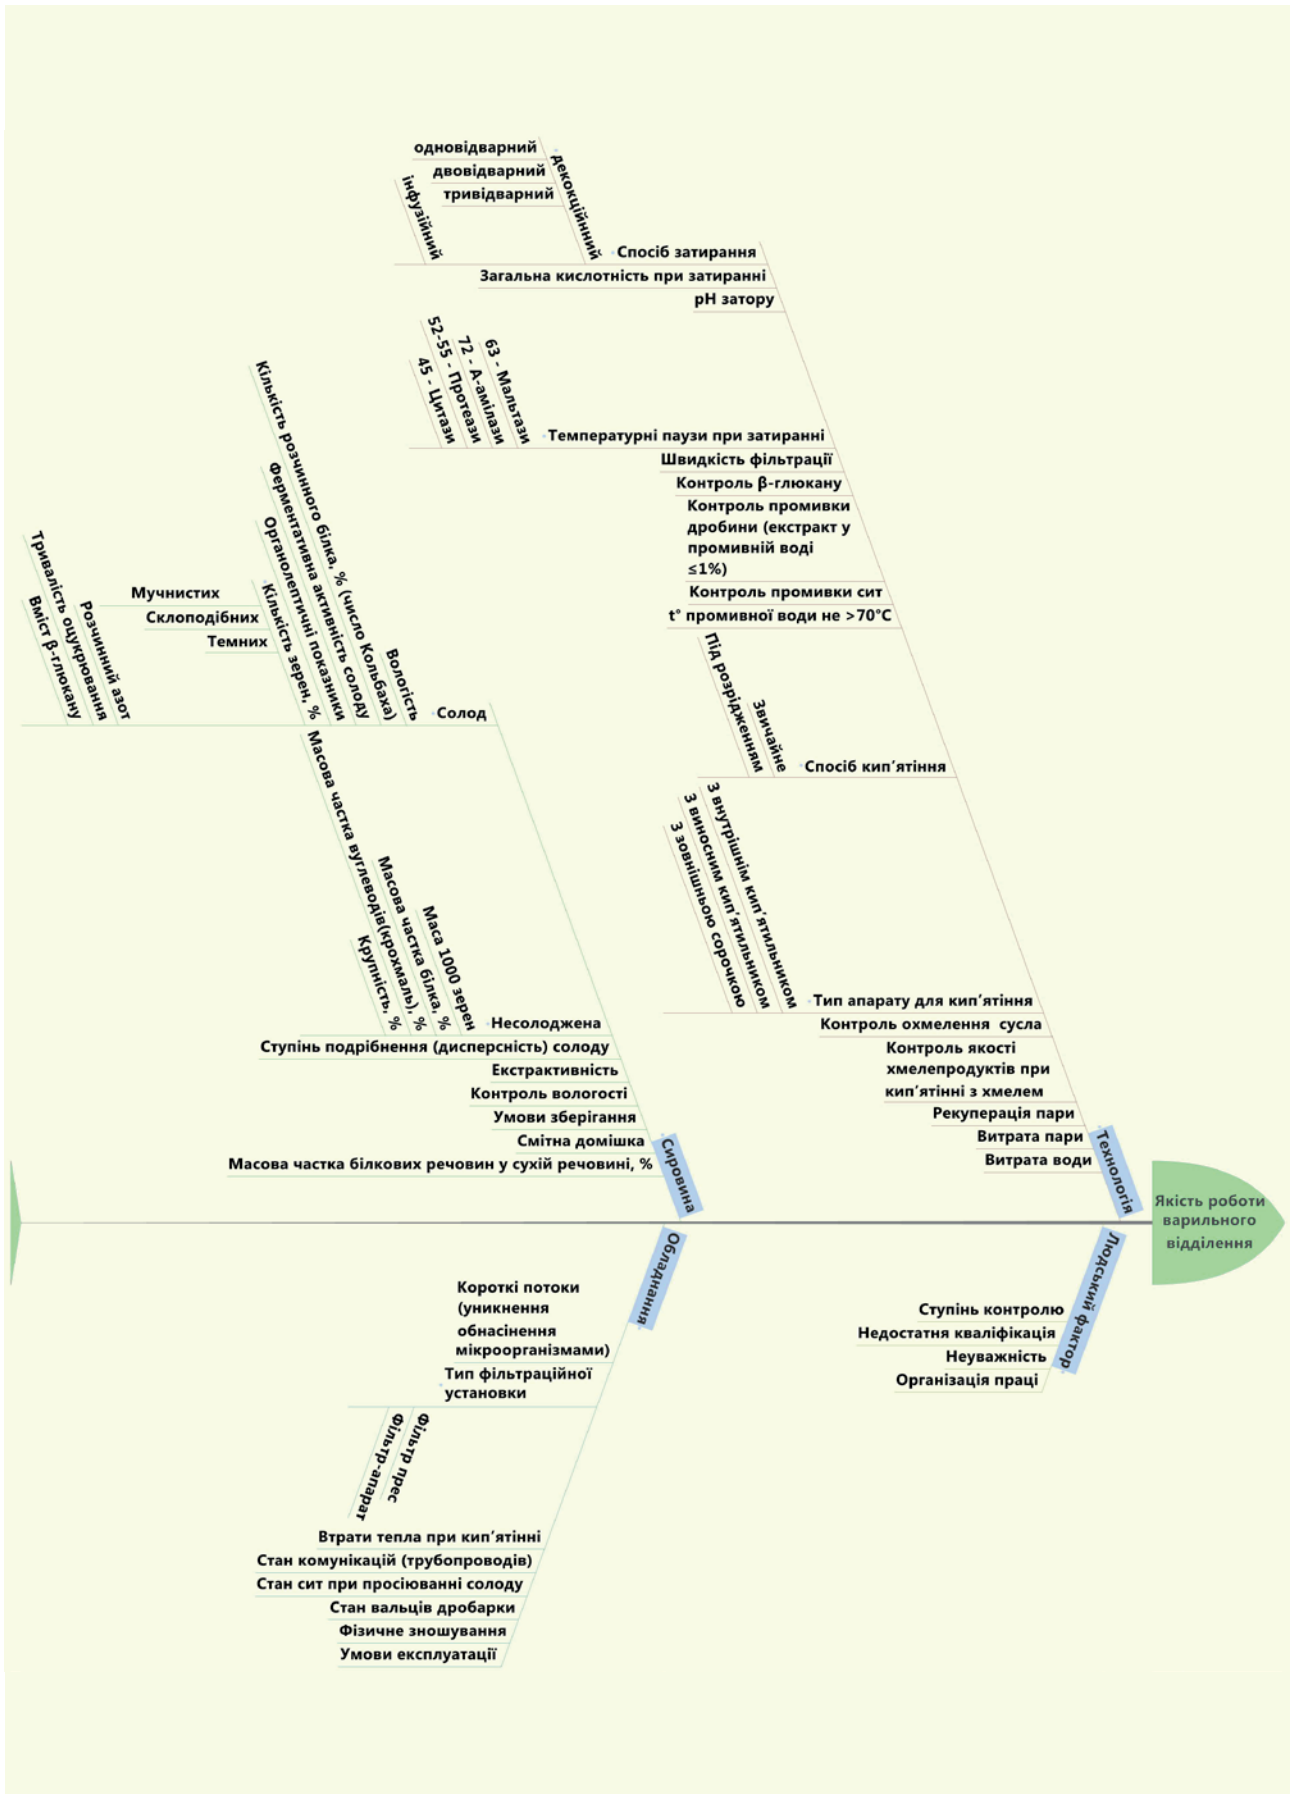 одновідварний
двовідварний
тривідварний
декокційнний
інфузійний
Спосіб затирання
Загальна кислотність при затиранні
pH затору
63 - Мальтази
72 - А-амілази
52-55 - Протеази
45 - Цитази
Температурні паузи при затиранні
Швидкість фільтрації
Контроль β-глюкану
Контроль промивки
дробини (екстракт у
промивній воді
≤1%)
Контроль промивки сит
t° промивної води не >70°C
Під розрідженням
Звичайне
Спосіб кип’ятіння
З внутрішнім кип’ятильником
З виносним кип’ятильником
З зовнішньою сорочкою
Тип апарату для кип’ятіння
Контроль охмелення сусла
Контроль якості
хмелепродуктів при
кип’ятінні з хмелем
Рекуперація пари
Витрата пари
Витрата води
Технологія
Вологість
Кількість розчинного білка, % (число Кольбаха)
Ферментативна активність солоду
Органолептичні показники
Кількість зерен, %
Мучнистих
Склоподібних
Темних
Розчинний азот
Тривалість оцукрювання
Вміст β-глюкану
Солод
Маса 1000 зерен
Масова частка білка, %
Масова частка вуглеводів(крохмаль), %
Крупність, %
Несолоджена
Ступінь подрібнення (дисперсність) солоду
Екстрактивність
Контроль вологості
Умови зберігання
Смітна домішка
Масова частка білкових речовин у сухій речовині, %
Сировина
Якість роботи
варильного
відділення
Обладнання
Короткі потоки
(уникнення
обнасінення
мікроорганізмами)
Тип фільтраційної
установки
Фільтр прес
Фільтр-апарат
Втрати тепла при кип’ятінні
Стан комунікацій (трубопроводів)
Стан сит при просіюванні солоду
Стан вальців дробарки
Фізичне зношування
Умови експлуатації
Людський фактор
Ступінь контролю
Недостатня кваліфікація
Неуважність
Організація праці